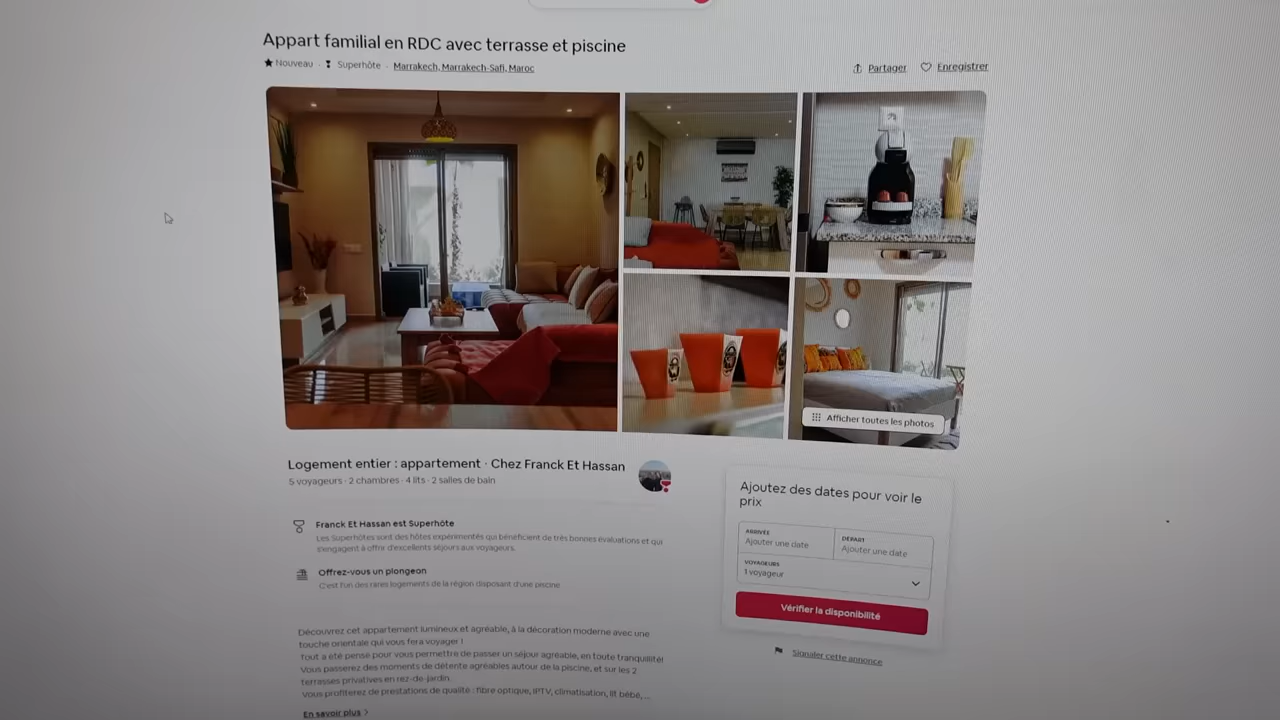 Appart familial en RDC avec terrasse et piscine
Nouveau · Superhôte · Marrakech, Marrakech-Safi, Maroc
Partager Enregistrer
Afficher toutes les photos
Logement entier : appartement · Chez Franck Et Hassan
5 voyageurs · 2 chambres · 4 lits · 2 salles de bain
Franck Et Hassan est Superhôte
Les Superhôtes sont des hôtes expérimentés qui bénéficient de très bonnes évaluations et qui
s'engagent à offrir d'excellents séjours aux voyageurs.
Offrez-vous un plongeon
C'est l'un des rares logements de la région disposant d'une piscine.
Découvrez cet appartement lumineux et agréable, à la décoration moderne avec une
touche orientale qui vous fera voyager !
Tout a été pensé pour vous permettre de passer un séjour agréable, en toute tranquillité!
Vous passerez des moments de détente agréables autour de la piscine, et sur les 2
terrasses privatives en rez-de-jardin.
Vous profiterez de prestations de qualité : fibre optique, IPTV, climatisation, lit bébé,...
En savoir plus
Ajoutez des dates pour voir le
prix
ARRIVÉE
Ajouter une date
DÉPART
Ajouter une date
VOYAGEURS
1 voyageur
Vérifier la disponibilité
Signaler cette annonce